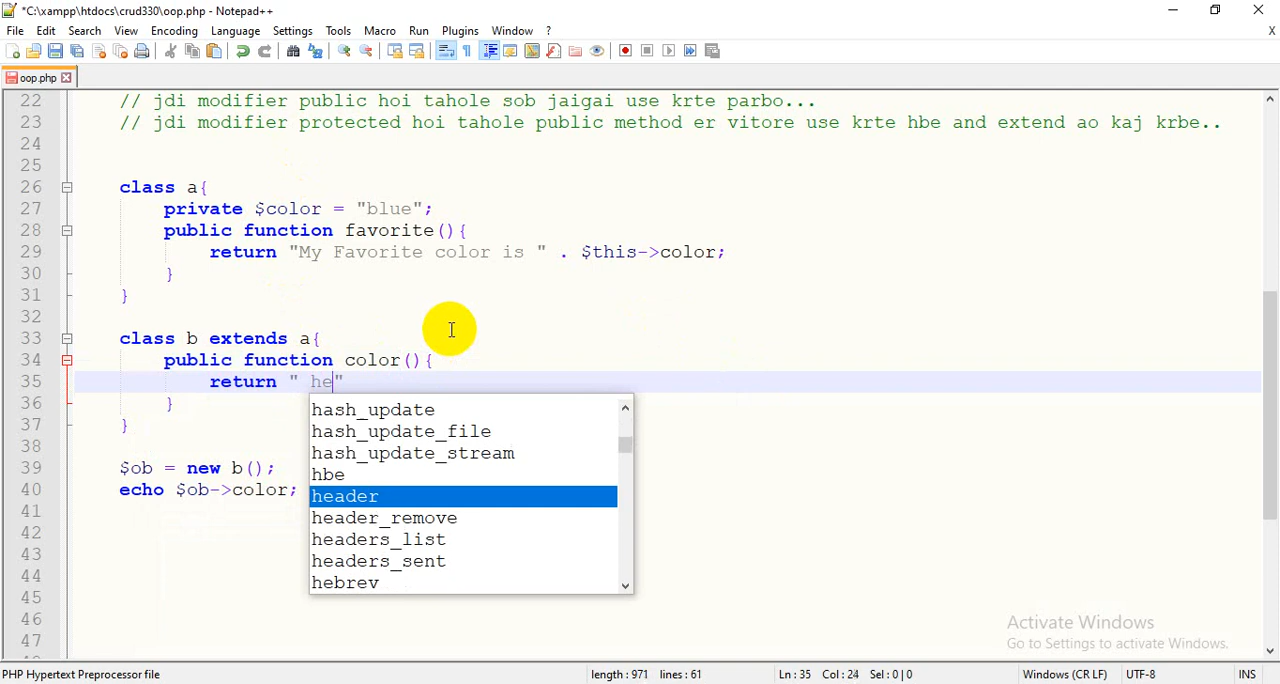 *C:\xampp\htdocs\crud330\oop.php - Notepad++
File Edit Search View Encoding Language Settings Tools Macro Run Plugins Window ? X
oop.php
22 // jdi modifier public hoi tahole sob jaigai use krte parbo...
23 // jdi modifier protected hoi tahole public method er vitore use krte hbe and extend ao kaj krbe..
24
25
26 class a{
27 private $color = "blue";
28 public function favorite(){
29 return "My Favorite color is " . $this->color;
30 }
31 }
32
33 class b extends a{
34 public function color(){
35 return " he"
36 }
37 }
38
39 $ob = new b();
40 echo $ob->color;
41
42
43
44
45
46
47
hash_update
hash_update_file
hash_update_stream
hbe
header
header_remove
headers_list
headers_sent
hebrev
Activate Windows
Go to Settings to activate Windows.
PHP Hypertext Preprocessor file length : 971 lines : 61 Ln : 35 Col : 24 Sel : 0 | 0 Windows (CR LF) UTF-8 INS